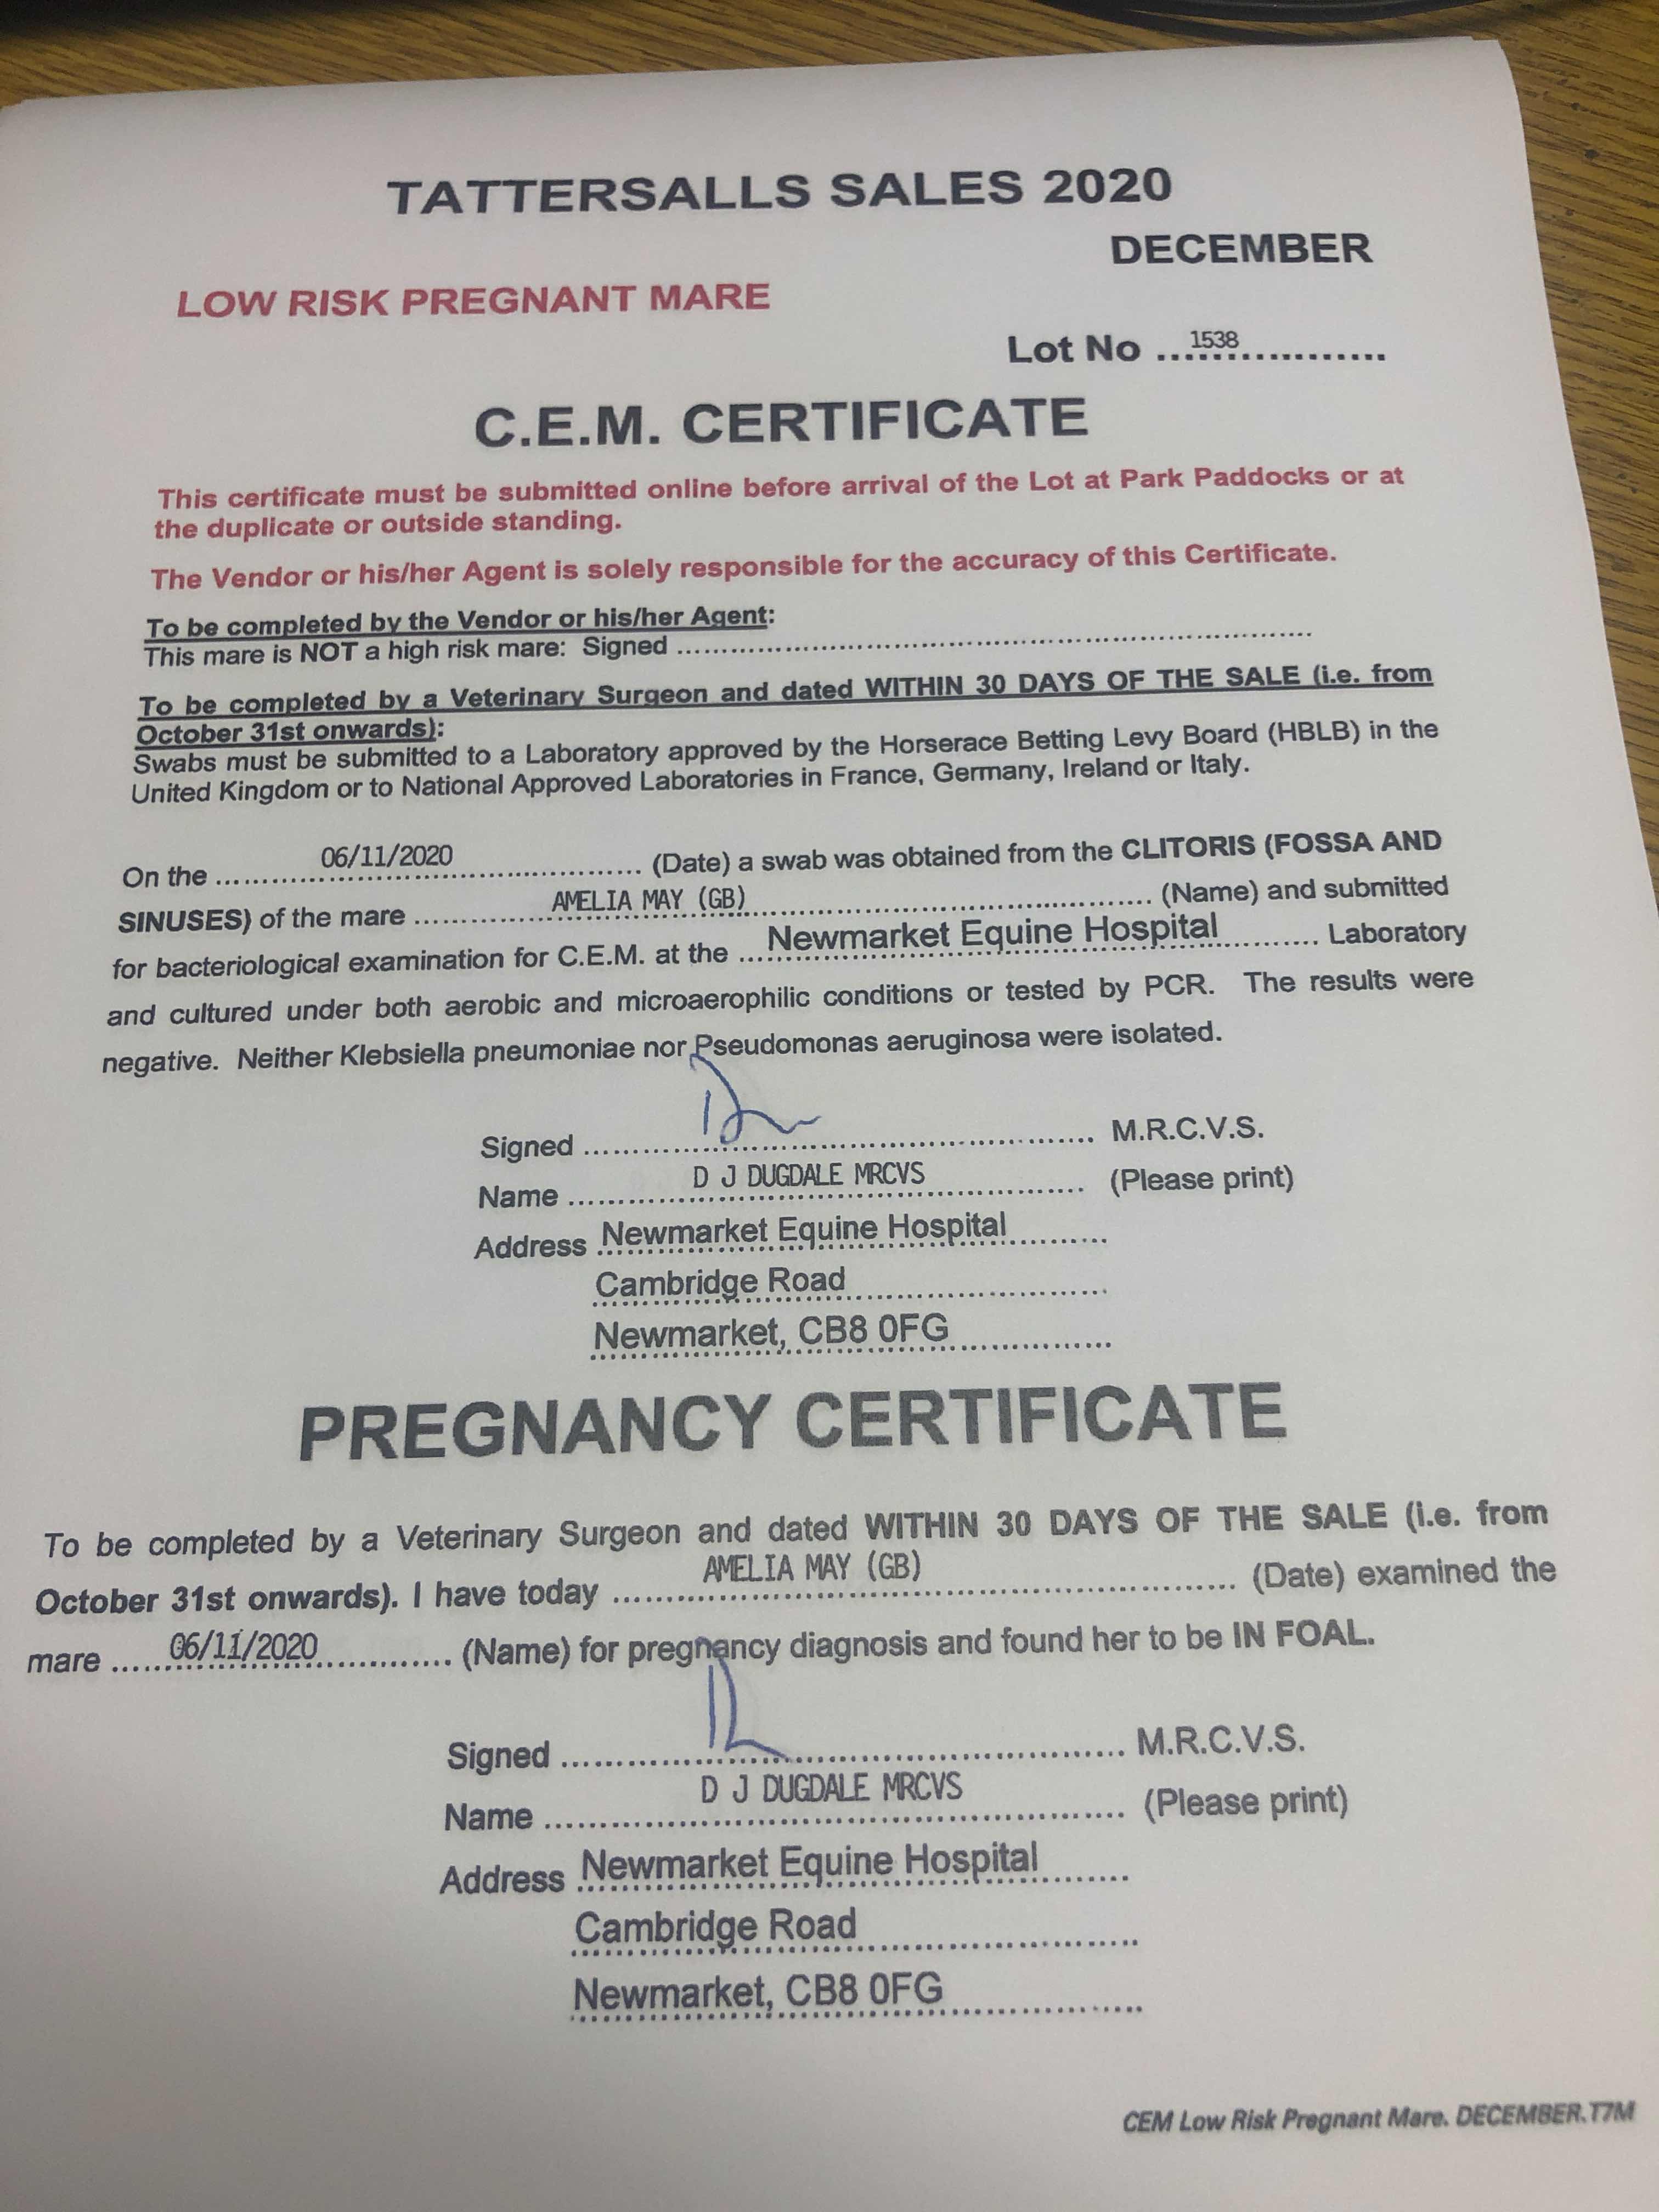 TATTERSALLS SALES 2020
DECEMBER
LOW RISK PREGNANT MARE
Lot No ...1538..................
C.E.M. CERTIFICATE
This certificate must be submitted online before arrival of the Lot at Park Paddocks or at
the duplicate or outside standing.
The Vendor or his/her Agent is solely responsible for the accuracy of this Certificate.
To be completed by the Vendor or his/her Agent:
This mare is NOT a high risk mare: Signed ................................................................
To be completed by a Veterinary Surgeon and dated WITHIN 30 DAYS OF THE SALE (i.e. from
October 31st onwards):
Swabs must be submitted to a Laboratory approved by the Horserace Betting Levy Board (HBLB) in the
United Kingdom or to National Approved Laboratories in France, Germany, Ireland or Italy.
On the ........06/11/2020................ (Date) a swab was obtained from the CLITORIS (FOSSA AND
SINUSES) of the mare ............AMELIA MAY (GB)................................ (Name) and submitted
for bacteriological examination for C.E.M. at the ...Newmarket Equine Hospital.......... Laboratory
and cultured under both aerobic and microaerophilic conditions or tested by PCR. The results were
negative. Neither Klebsiella pneumoniae nor Pseudomonas aeruginosa were isolated.
Signed ................................................ M.R.C.V.S.
Name ............D J DUGDALE MRCVS................ (Please print)
Address Newmarket Equine Hospital..........
Cambridge Road..........................
Newmarket, CB8 0FG................
PREGNANCY CERTIFICATE
To be completed by a Veterinary Surgeon and dated WITHIN 30 DAYS OF THE SALE (i.e. from
October 31st onwards). I have today .........AMELIA MAY (GB)............................ (Date) examined the
mare ......06/11/2020............. (Name) for pregnancy diagnosis and found her to be IN FOAL.
Signed ................................................ M.R.C.V.S.
Name ............D J DUGDALE MRCVS................ (Please print)
Address Newmarket Equine Hospital.........
Cambridge Road..........................
Newmarket, CB8 0FG...................
CEM Low Risk Pregnant Mare. DECEMBER.T7M